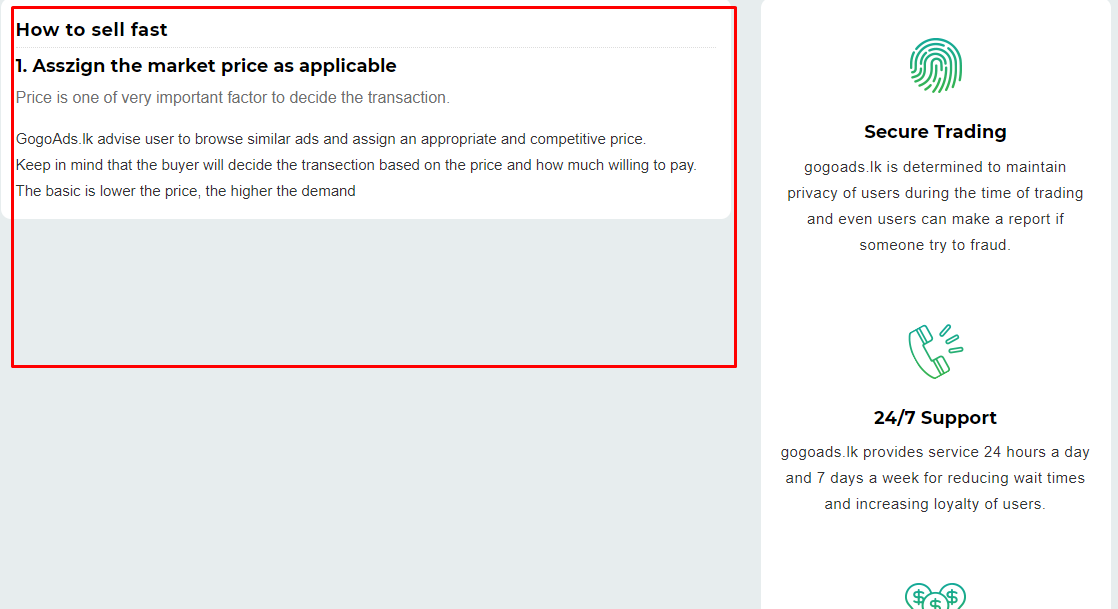 How to sell fast
1. Asszign the market price as applicable
Price is one of very important factor to decide the transaction.
GogoAds.lk advise user to browse similar ads and assign an appropriate and competitive price.
Keep in mind that the buyer will decide the transection based on the price and how much willing to pay.
The basic is lower the price, the higher the demand
Secure Trading
gogoads.lk is determined to maintain
privacy of users during the time of trading
and even users can make a report if
someone try to fraud.
24/7 Support
gogoads.lk provides service 24 hours a day
and 7 days a week for reducing wait times
and increasing loyalty of users.
$ $ $